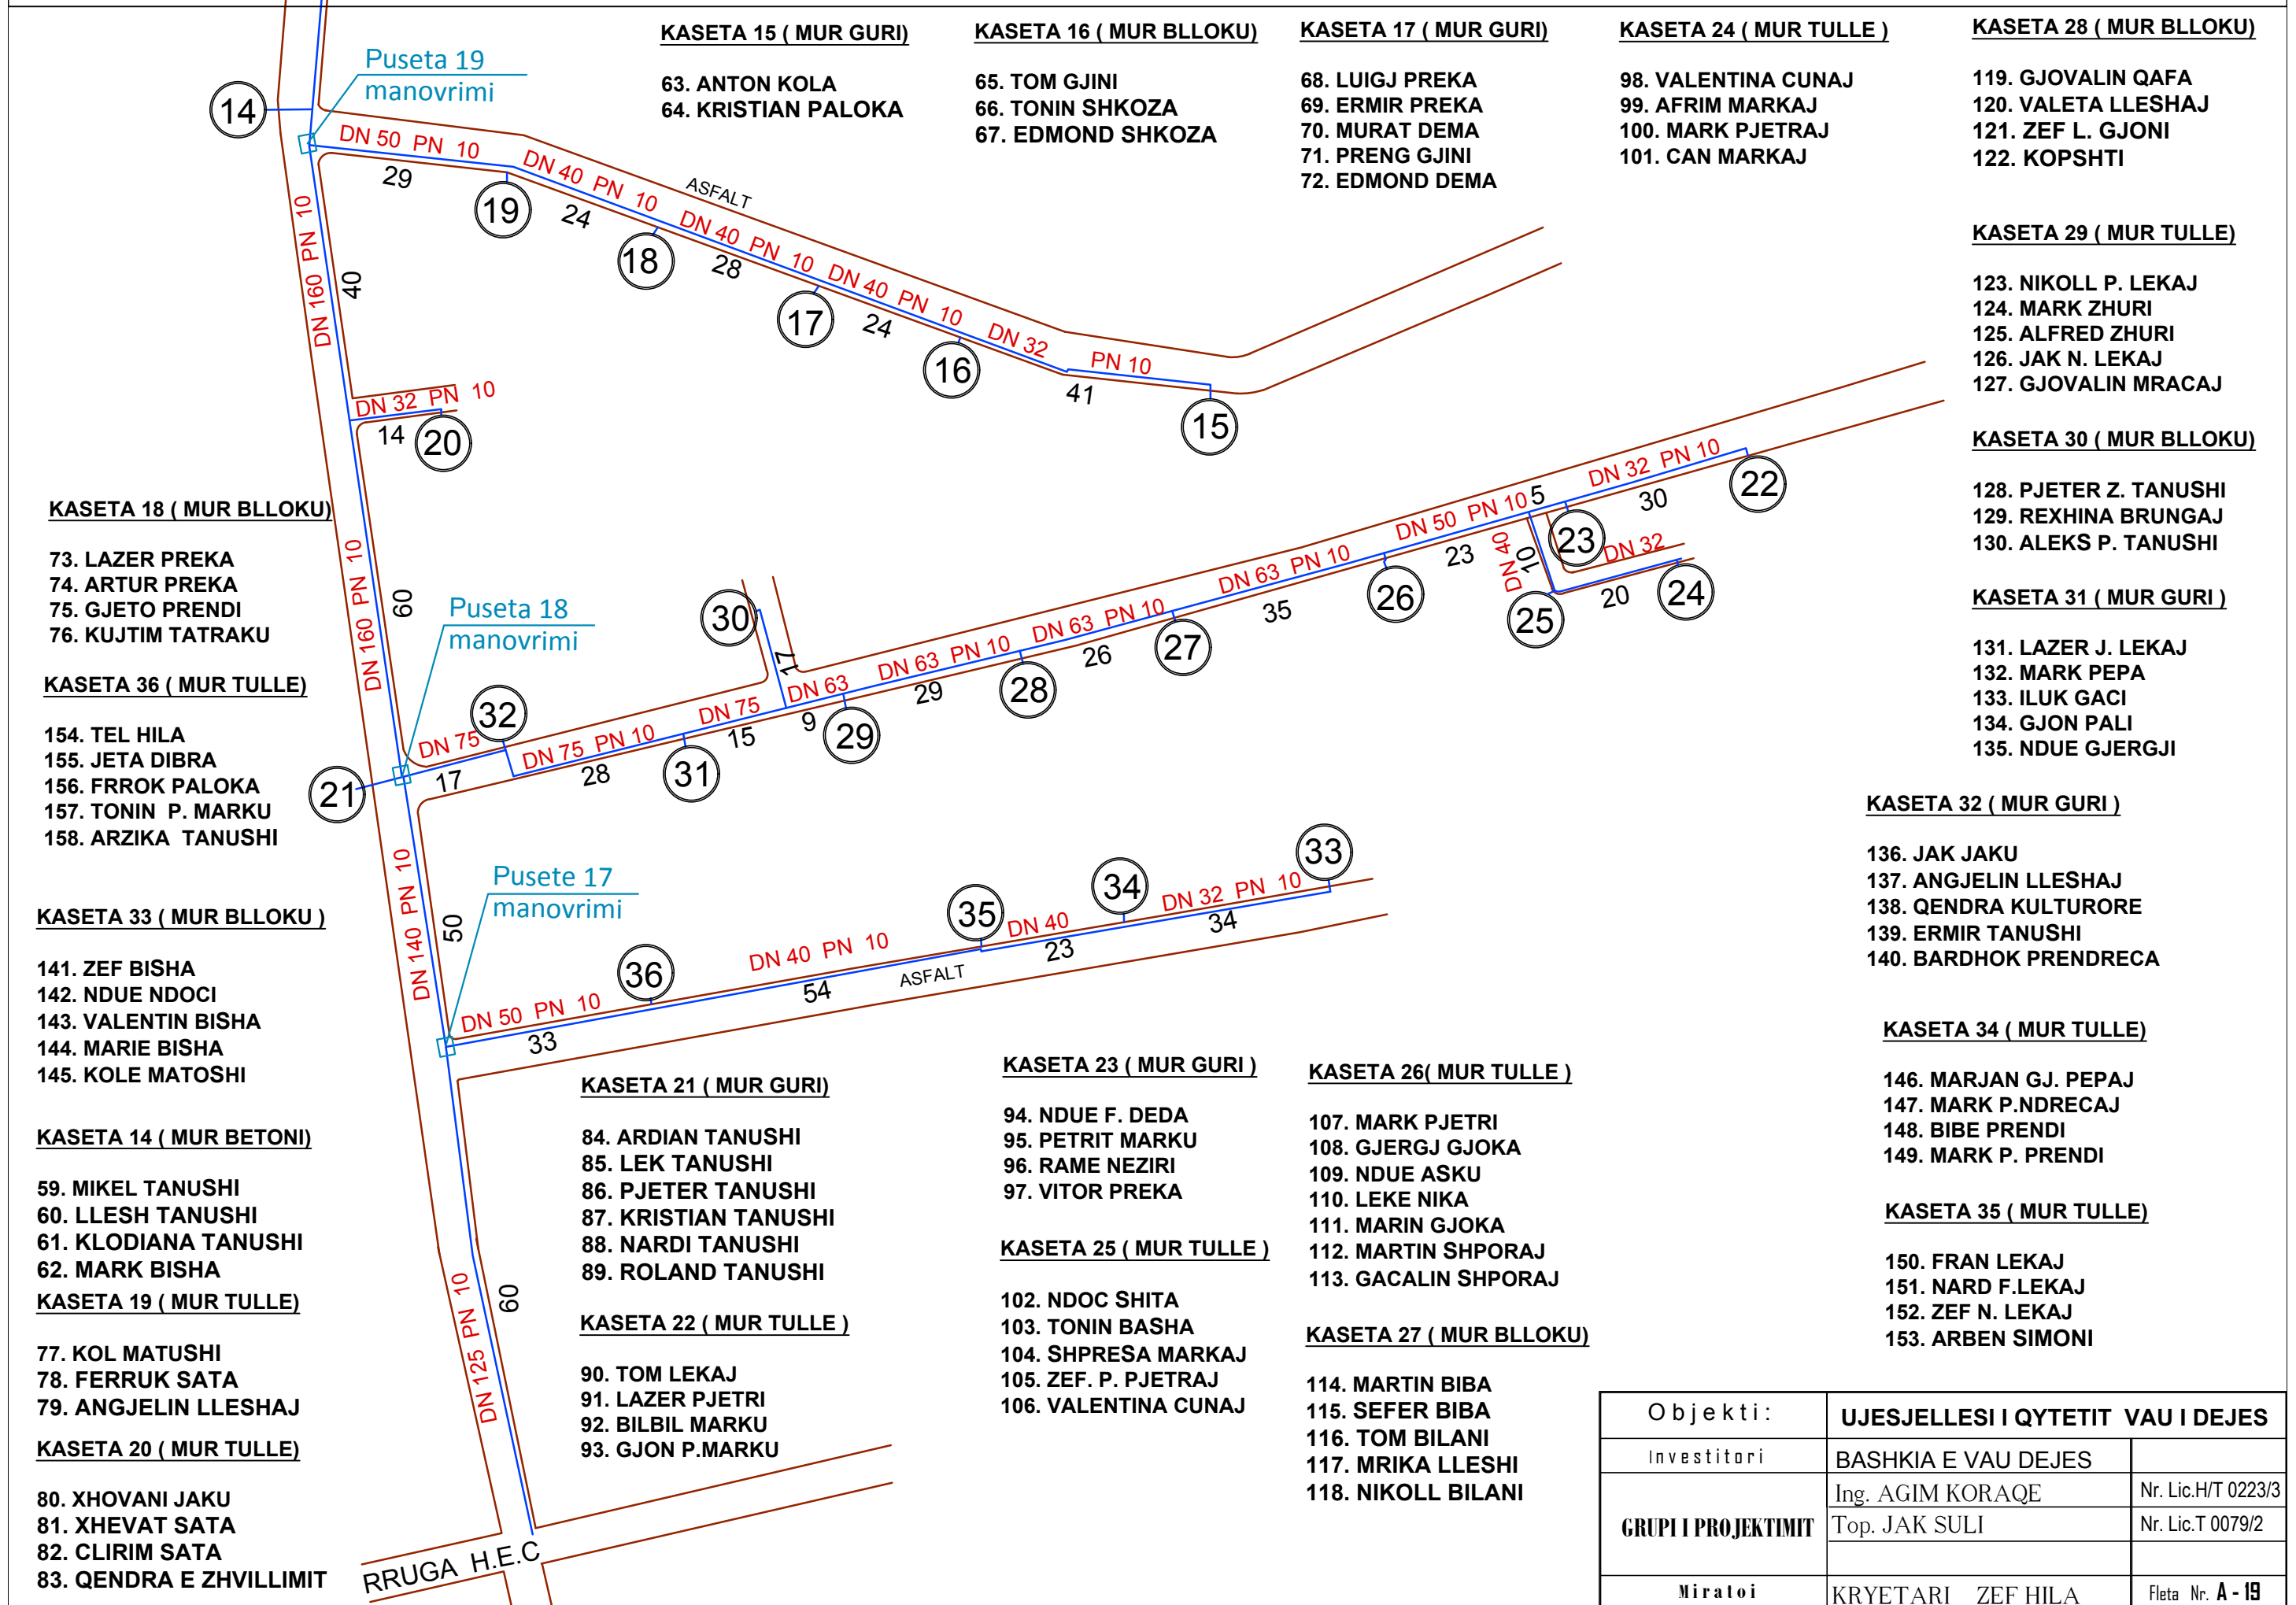 KASETA 15 ( MUR GURI)
63. ANTON KOLA
64. KRISTIAN PALOKA
KASETA 16 ( MUR BLLOKU)
65. TOM GJINI
66. TONIN SHKOZA
67. EDMOND SHKOZA
KASETA 17 ( MUR GURI)
68. LUIGJ PREKA
69. ERMIR PREKA
70. MURAT DEMA
71. PRENG GJINI
72. EDMOND DEMA
KASETA 24 ( MUR TULLE )
98. VALENTINA CUNAJ
99. AFRIM MARKAJ
100. MARK PJETRAJ
101. CAN MARKAJ
KASETA 28 ( MUR BLLOKU)
119. GJOVALIN QAFA
120. VALETA LLESHAJ
121. ZEF L. GJONI
122. KOPSHTI
KASETA 29 ( MUR TULLE)
123. NIKOLL P. LEKAJ
124. MARK ZHURI
125. ALFRED ZHURI
126. JAK N. LEKAJ
127. GJOVALIN MRACAJ
KASETA 30 ( MUR BLLOKU)
128. PJETER Z. TANUSHI
129. REXHINA BRUNGAJ
130. ALEKS P. TANUSHI
KASETA 31 ( MUR GURI )
131. LAZER J. LEKAJ
132. MARK PEPA
133. ILUK GACI
134. GJON PALI
135. NDUE GJERGJI
KASETA 32 ( MUR GURI )
136. JAK JAKU
137. ANGJELIN LLESHAJ
138. QENDRA KULTURORE
139. ERMIR TANUSHI
140. BARDHOK PRENDRECA
KASETA 34 ( MUR TULLE)
146. MARJAN GJ. PEPAJ
147. MARK P.NDRECAJ
148. BIBE PRENDI
149. MARK P. PRENDI
KASETA 35 ( MUR TULLE)
150. FRAN LEKAJ
151. NARD F.LEKAJ
152. ZEF N. LEKAJ
153. ARBEN SIMONI
Puseta 19
manovrimi
14
DN 50 PN 10
29
19
DN 40 PN 10
24
ASFALT
18
DN 40 PN 10
28
17
DN 40 PN 10
24
16
DN 32
PN 10
41
15
DN 160 PN 10
40
DN 32 PN 10
14
20
DN 160 PN 10
60
Puseta 18
manovrimi
21
DN 75
17
32
DN 75 PN 10
28
31
DN 75
15
30
17
DN 63
9
29
DN 63 PN 10
29
28
DN 63 PN 10
26
27
DN 63 PN 10
35
26
DN 50 PN 10
23
5
DN 40
10
25
23
DN 32 PN 10
30
22
DN 32
20
24
DN 140 PN 10
50
Pusete 17
manovrimi
DN 50 PN 10
33
36
DN 40 PN 10
54
ASFALT
35
DN 40
23
34
DN 32 PN 10
34
33
DN 125 PN 10
60
RRUGA H.E.C
KASETA 18 ( MUR BLLOKU)
73. LAZER PREKA
74. ARTUR PREKA
75. GJETO PRENDI
76. KUJTIM TATRAKU
KASETA 36 ( MUR TULLE)
154. TEL HILA
155. JETA DIBRA
156. FRROK PALOKA
157. TONIN P. MARKU
158. ARZIKA TANUSHI
KASETA 33 ( MUR BLLOKU )
141. ZEF BISHA
142. NDUE NDOCI
143. VALENTIN BISHA
144. MARIE BISHA
145. KOLE MATOSHI
KASETA 14 ( MUR BETONI)
59. MIKEL TANUSHI
60. LLESH TANUSHI
61. KLODIANA TANUSHI
62. MARK BISHA
KASETA 19 ( MUR TULLE)
77. KOL MATUSHI
78. FERRUK SATA
79. ANGJELIN LLESHAJ
KASETA 20 ( MUR TULLE)
80. XHOVANI JAKU
81. XHEVAT SATA
82. CLIRIM SATA
83. QENDRA E ZHVILLIMIT
KASETA 21 ( MUR GURI)
84. ARDIAN TANUSHI
85. LEK TANUSHI
86. PJETER TANUSHI
87. KRISTIAN TANUSHI
88. NARDI TANUSHI
89. ROLAND TANUSHI
KASETA 22 ( MUR TULLE )
90. TOM LEKAJ
91. LAZER PJETRI
92. BILBIL MARKU
93. GJON P.MARKU
KASETA 23 ( MUR GURI )
94. NDUE F. DEDA
95. PETRIT MARKU
96. RAME NEZIRI
97. VITOR PREKA
KASETA 25 ( MUR TULLE )
102. NDOC SHITA
103. TONIN BASHA
104. SHPRESA MARKAJ
105. ZEF. P. PJETRAJ
106. VALENTINA CUNAJ
KASETA 26( MUR TULLE )
107. MARK PJETRI
108. GJERGJ GJOKA
109. NDUE ASKU
110. LEKE NIKA
111. MARIN GJOKA
112. MARTIN SHPORAJ
113. GACALIN SHPORAJ
KASETA 27 ( MUR BLLOKU)
114. MARTIN BIBA
115. SEFER BIBA
116. TOM BILANI
117. MRIKA LLESHI
118. NIKOLL BILANI
Objekti: UJESJELLESI I QYTETIT VAU I DEJES
Investitori BASHKIA E VAU DEJES
GRUPI I PROJEKTIMIT
Ing. AGIM KORAQE Nr. Lic.H/T 0223/3
Top. JAK SULI Nr. Lic.T 0079/2
Miratoi KRYETARI ZEF HILA Fleta Nr. A - 19